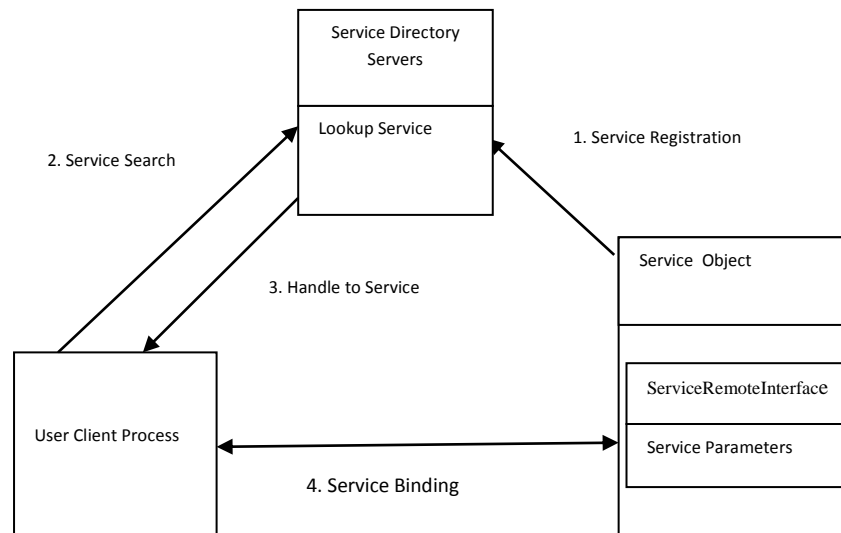 Service Directory
Servers
Lookup Service
1. Service Registration
2. Service Search
Service Object
3. Handle to Service
ServiceRemoteInterface
User Client Process
Service Parameters
4. Service Binding